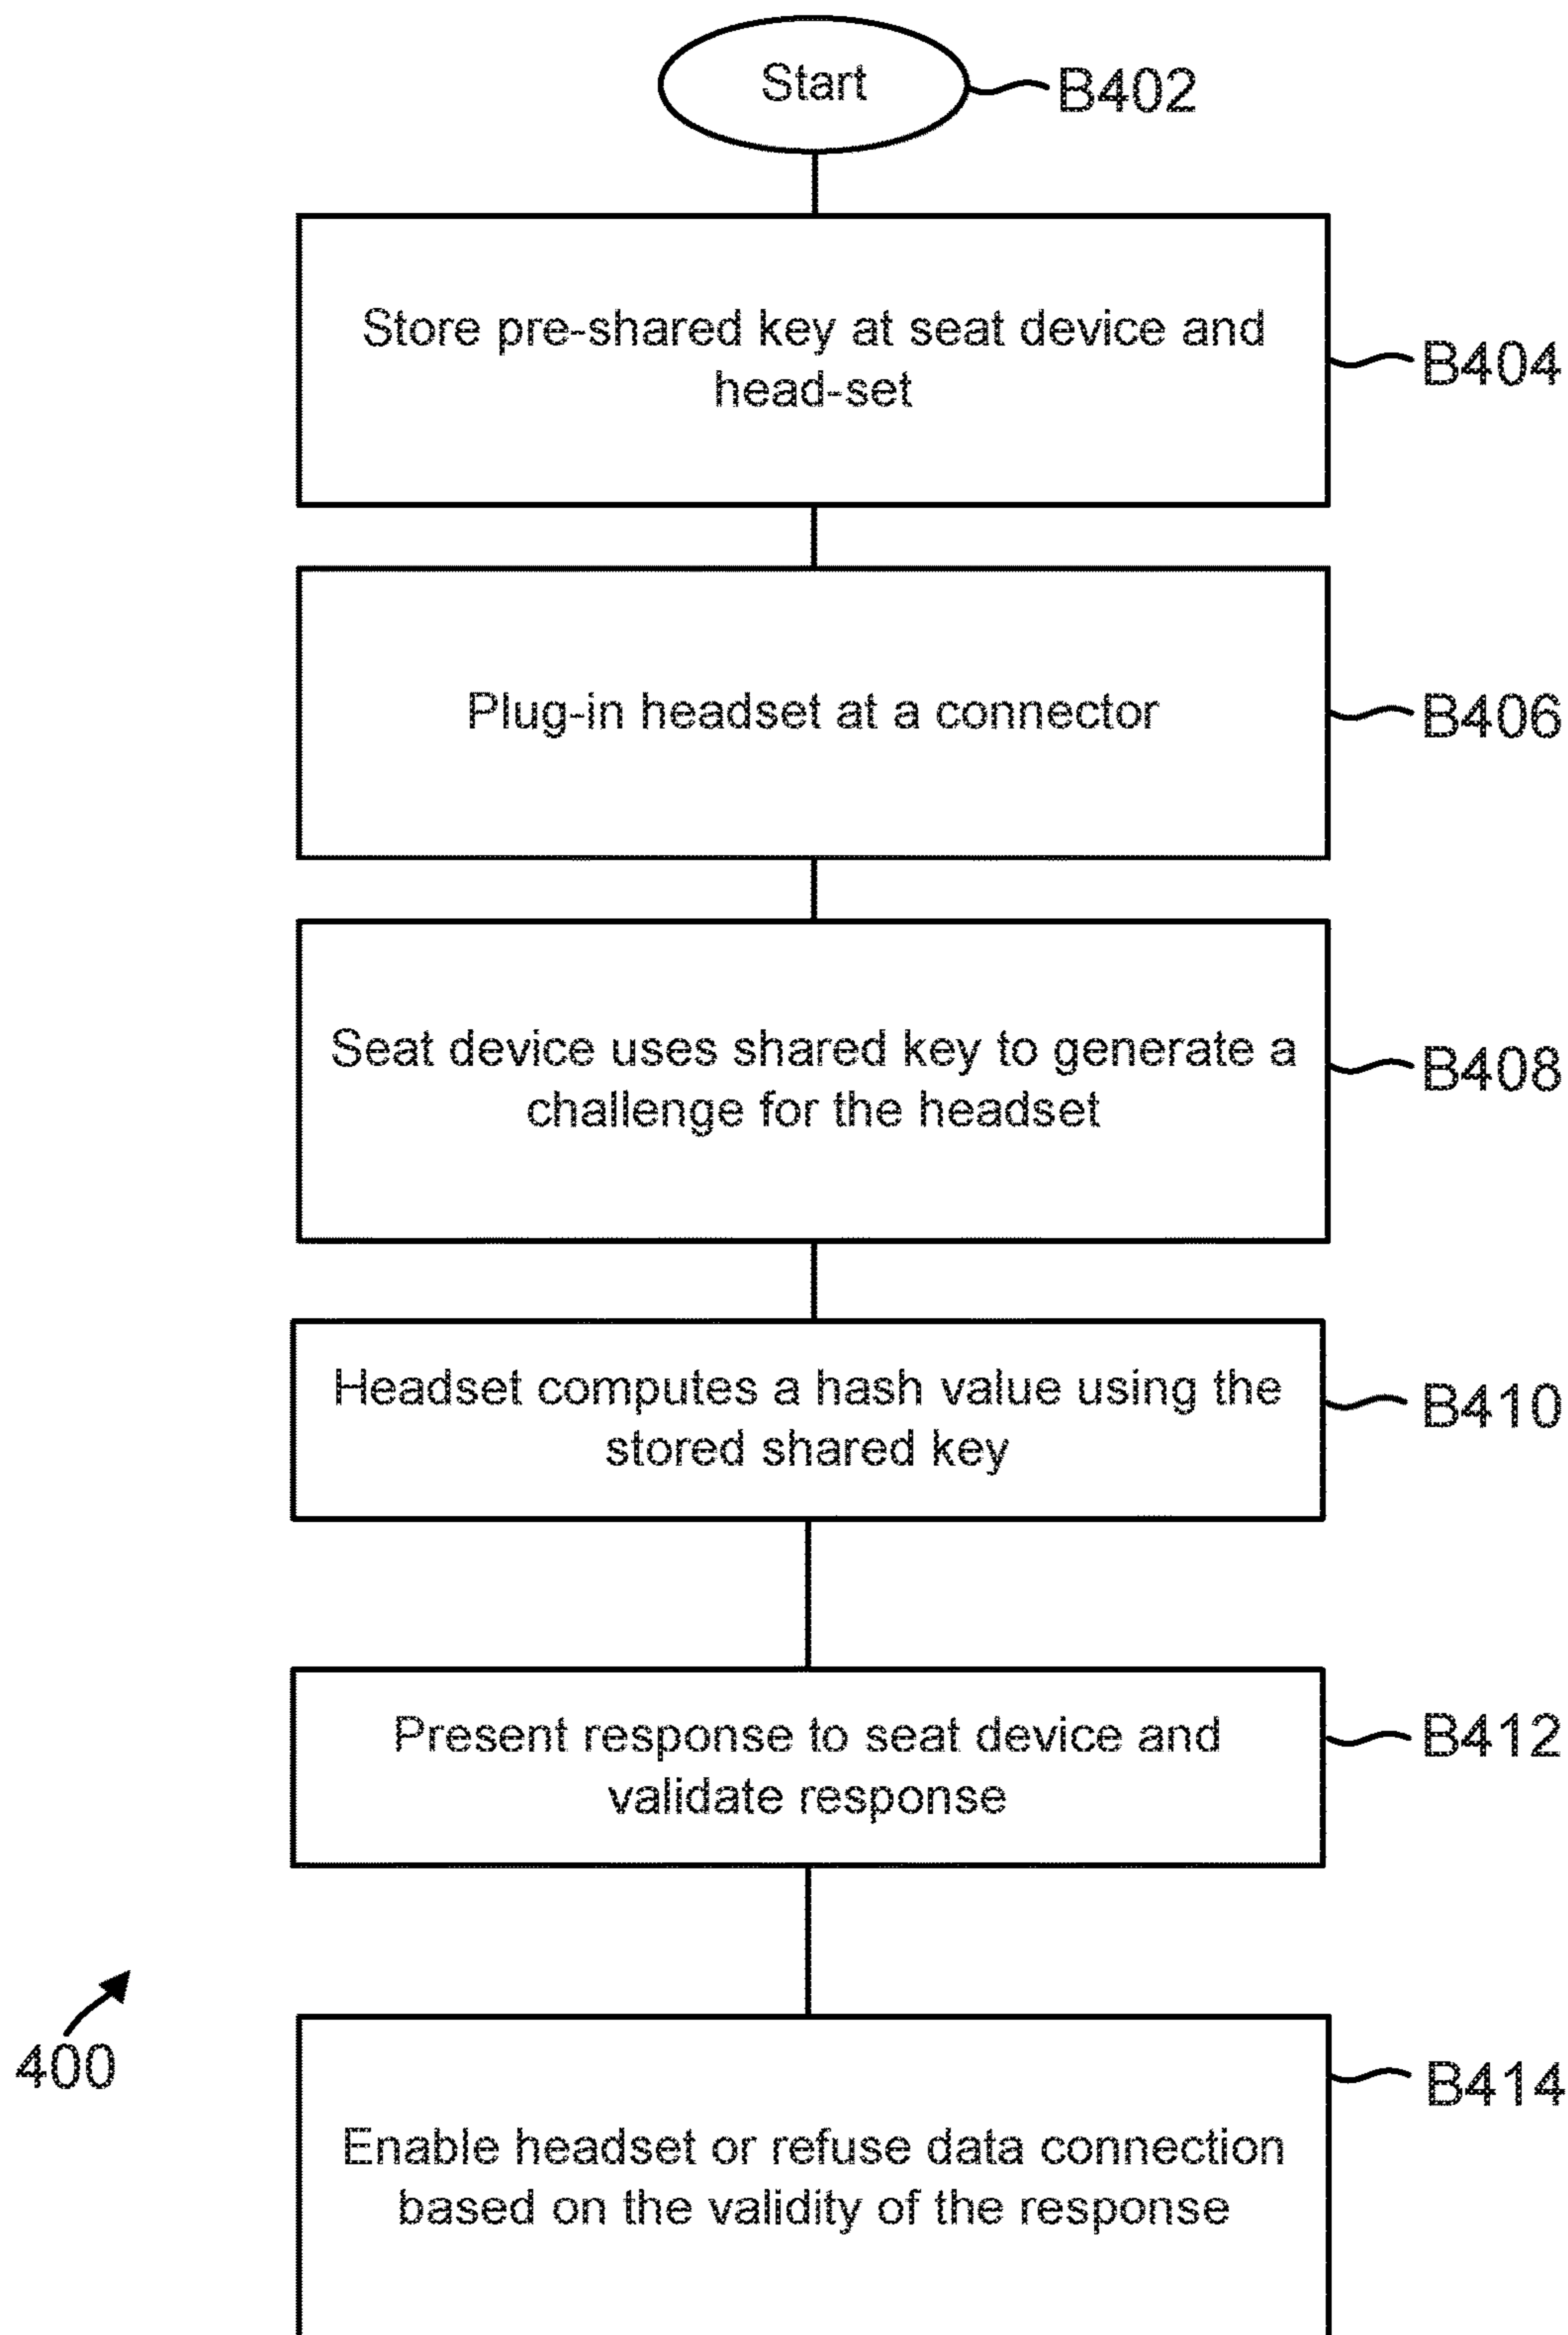 Start
B402
Store pre-shared key at seat device and
head-set
B404
Plug-in headset at a connector
B406
Seat device uses shared key to generate a
challenge for the headset
B408
Headset computes a hash value using the
stored shared key
B410
Present response to seat device and
validate response
B412
400
B414
Enable headset or refuse data connection
based on the validity of the response